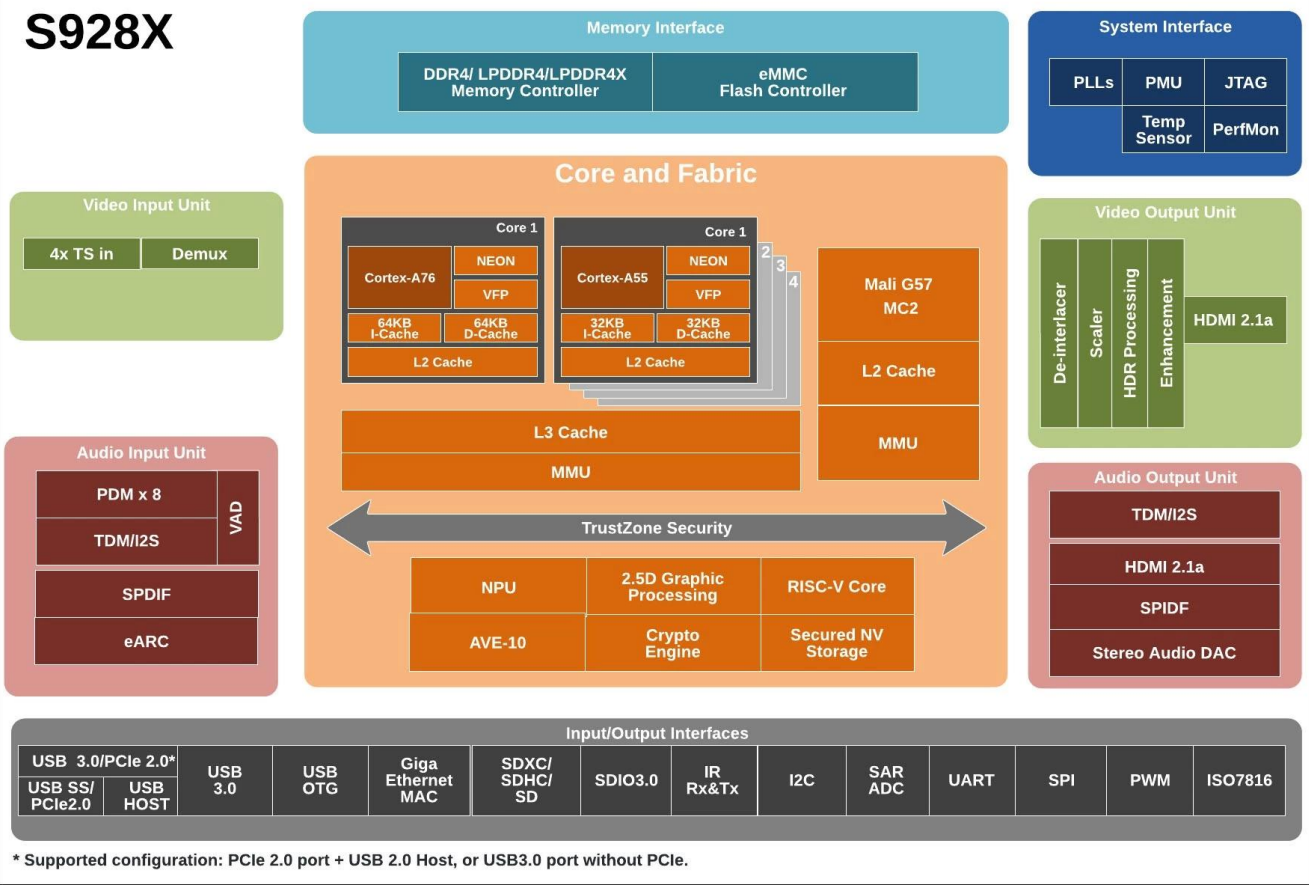 S928X
Memory Interface
DDR4/ LPDDR4/LPDDR4X
Memory Controller
eMMC
Flash Controller
System Interface
PLLs
PMU
JTAG
Temp
Sensor
PerfMon
Video Input Unit
4x TS in
Demux
Core and Fabric
Core 1
Cortex-A76
NEON
VFP
64KB
I-Cache
64KB
D-Cache
L2 Cache
Core 1
2
3
4
Cortex-A55
NEON
VFP
32KB
I-Cache
32KB
D-Cache
L2 Cache
Mali G57
MC2
L2 Cache
MMU
L3 Cache
MMU
TrustZone Security
NPU
2.5D Graphic
Processing
RISC-V Core
AVE-10
Crypto
Engine
Secured NV
Storage
Video Output Unit
De-interlacer
Scaler
HDR Processing
Enhancement
HDMI 2.1a
Audio Input Unit
PDM x 8
TDM/I2S
VAD
SPDIF
eARC
Audio Output Unit
TDM/I2S
HDMI 2.1a
SPIDF
Stereo Audio DAC
Input/Output Interfaces
USB  3.0/PCIe 2.0*
USB SS/
PCIe2.0
USB
HOST
USB
3.0
USB
OTG
Giga
Ethernet
MAC
SDXC/
SDHC/
SD
SDIO3.0
IR
Rx&Tx
I2C
SAR
ADC
UART
SPI
PWM
ISO7816
* Supported configuration: PCIe 2.0 port + USB 2.0 Host, or USB3.0 port without PCIe.